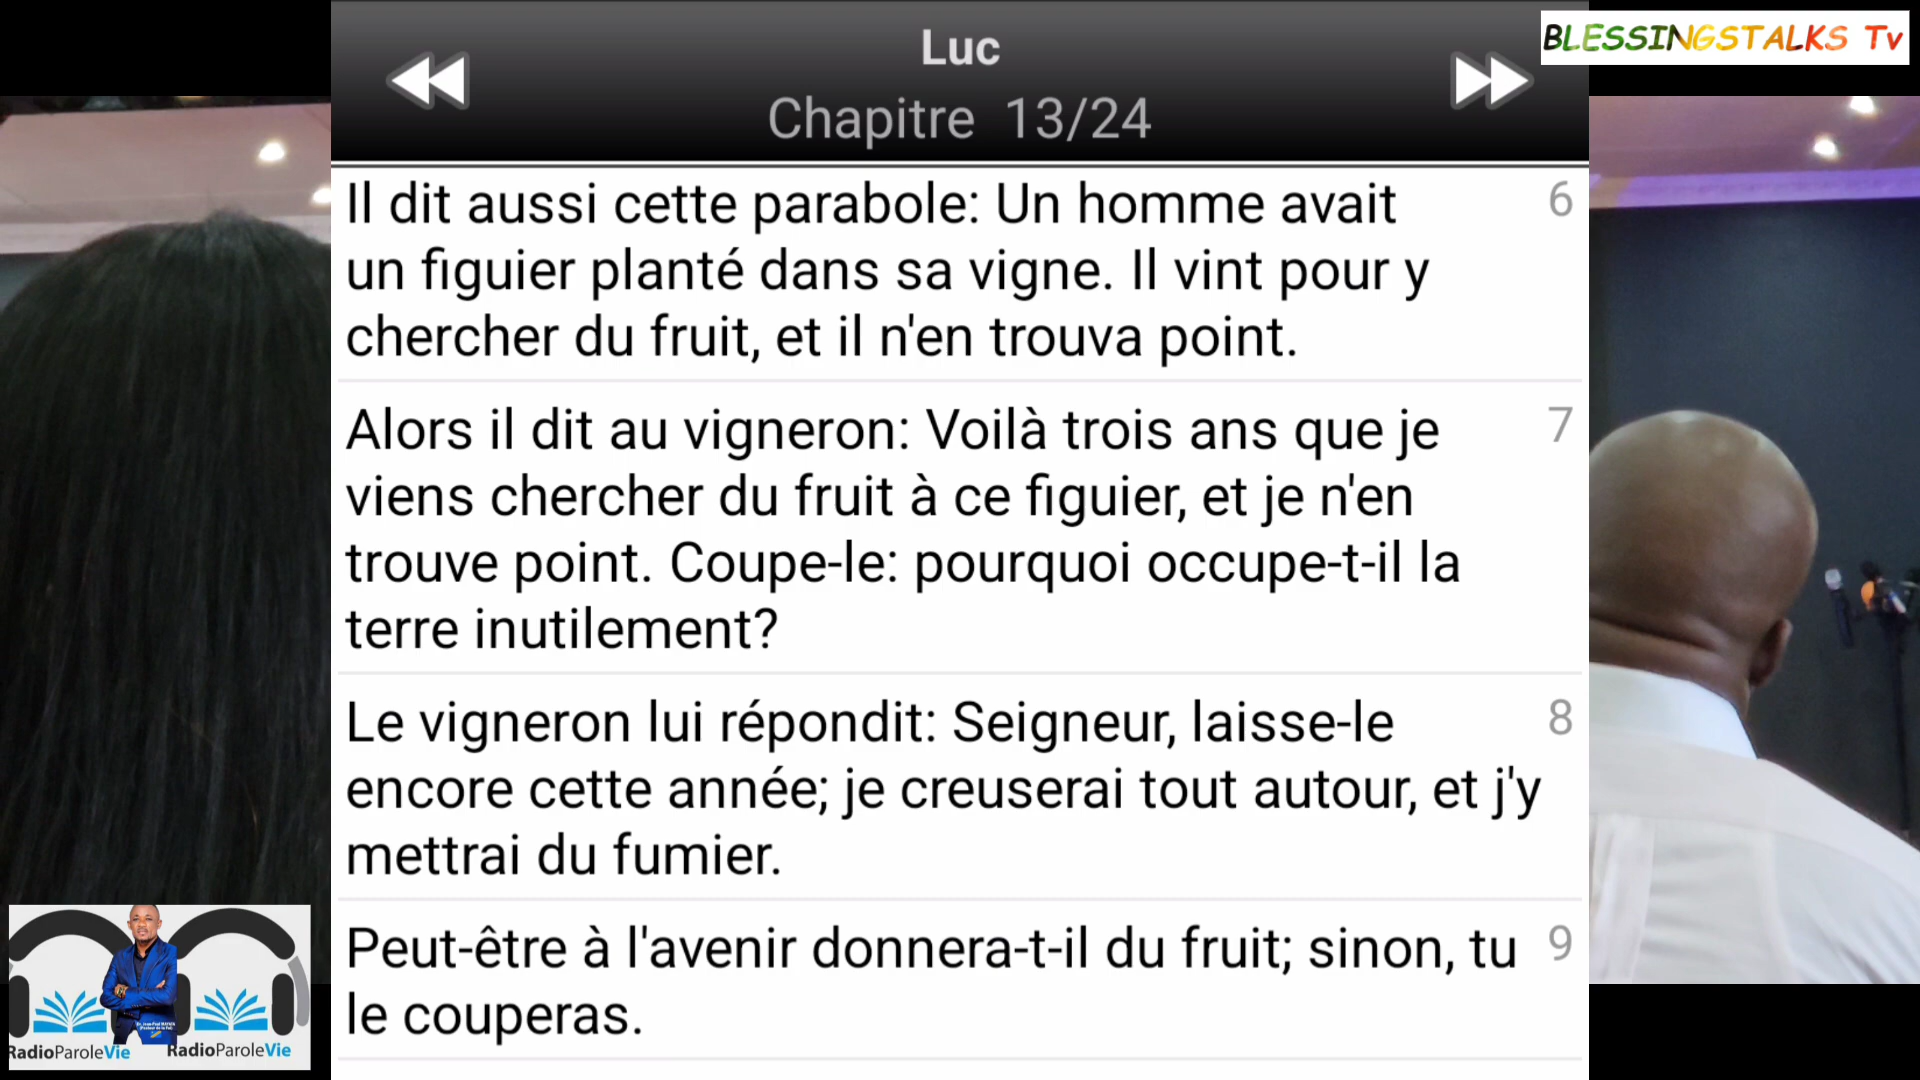 Luc
Chapitre 13/24
BLESSINGSTALKS Tv
Il dit aussi cette parabole: Un homme avait 6
un figuier planté dans sa vigne. Il vint pour y
chercher du fruit, et il n'en trouva point.
Alors il dit au vigneron: Voilà trois ans que je 7
viens chercher du fruit à ce figuier, et je n'en
trouve point. Coupe-le: pourquoi occupe-t-il la
terre inutilement?
Le vigneron lui répondit: Seigneur, laisse-le 8
encore cette année; je creuserai tout autour, et j'y
mettrai du fumier.
Peut-être à l'avenir donnera-t-il du fruit; sinon, tu 9
le couperas.
RadioParoleVie RadioParoleVie